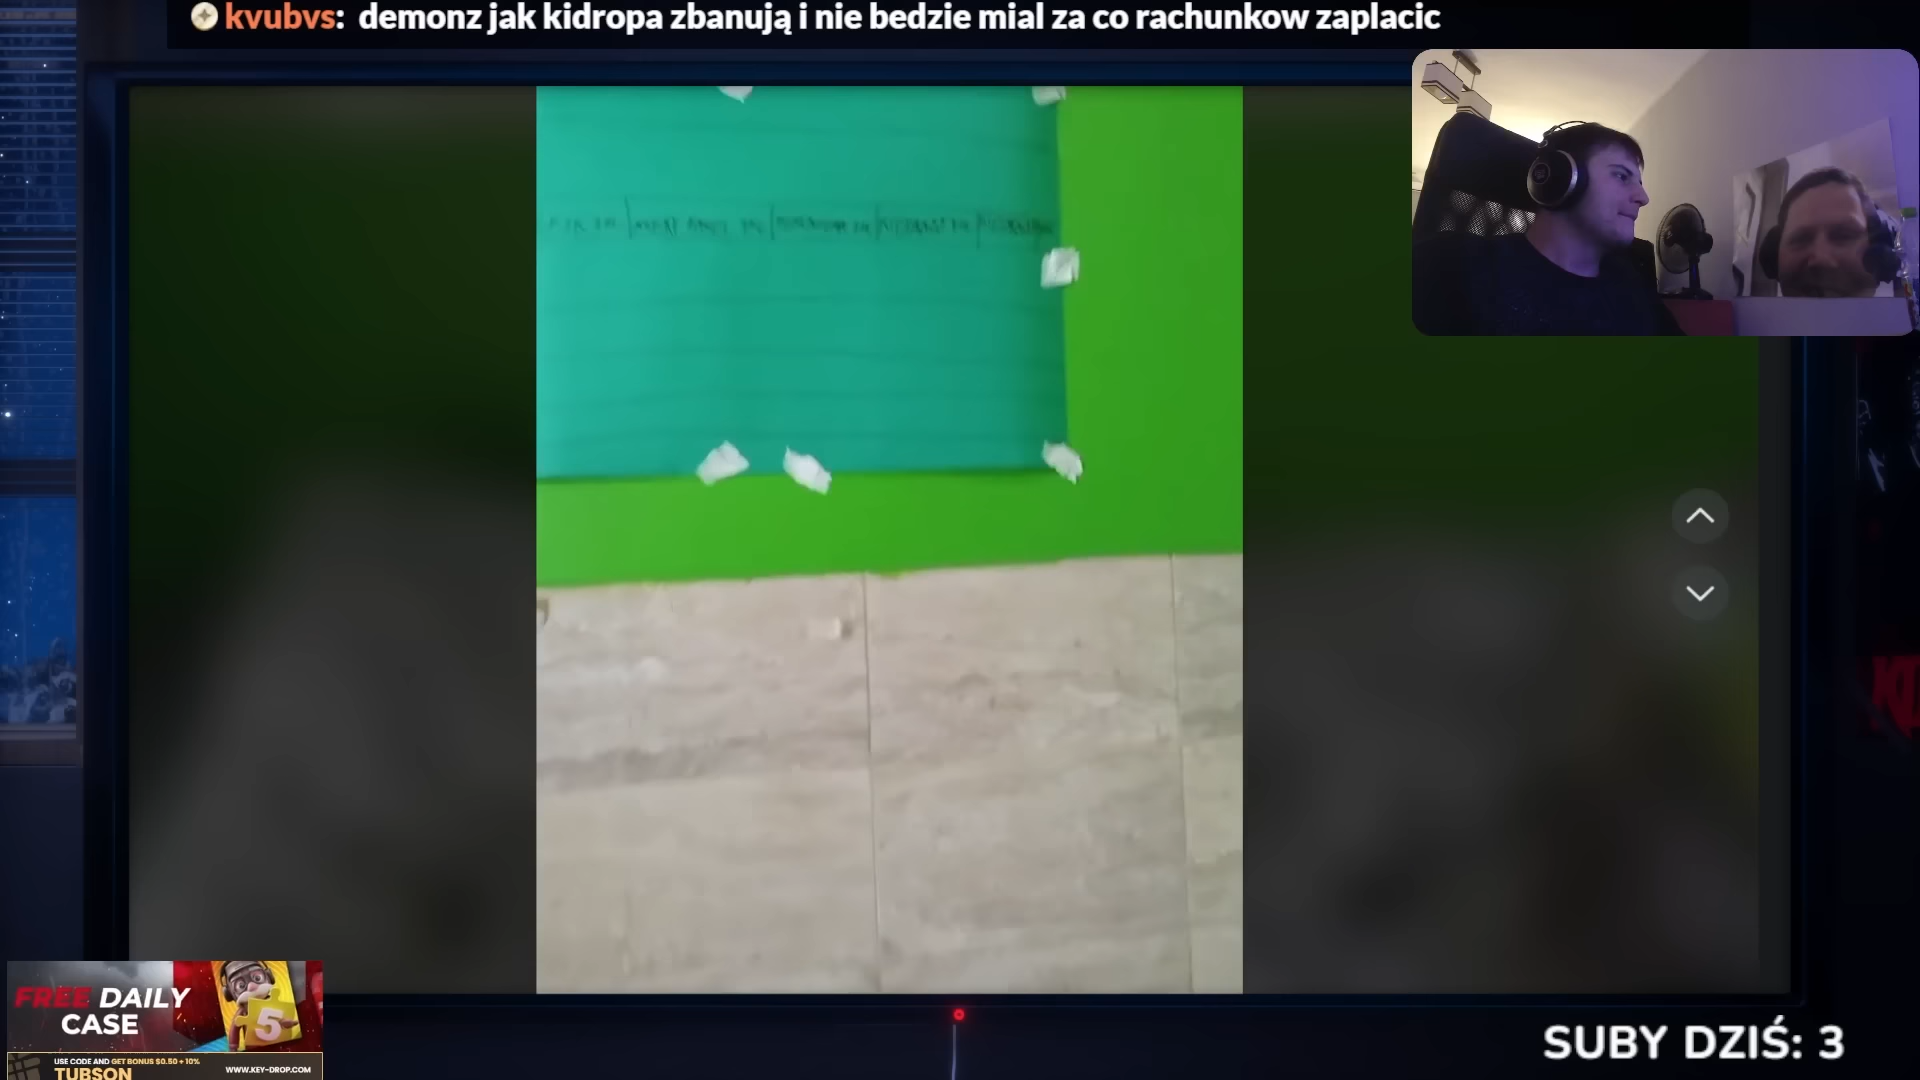 kvubvs: demonz jak kidropa zbanują i nie bedzie mial za co rachunkow zaplacic
FREE DAILY
CASE
5
USE CODE AND GET BONUS $0.50 + 10%
TUBSON
WWW.KEY-DROP.COM
SUBY DZIŚ: 3